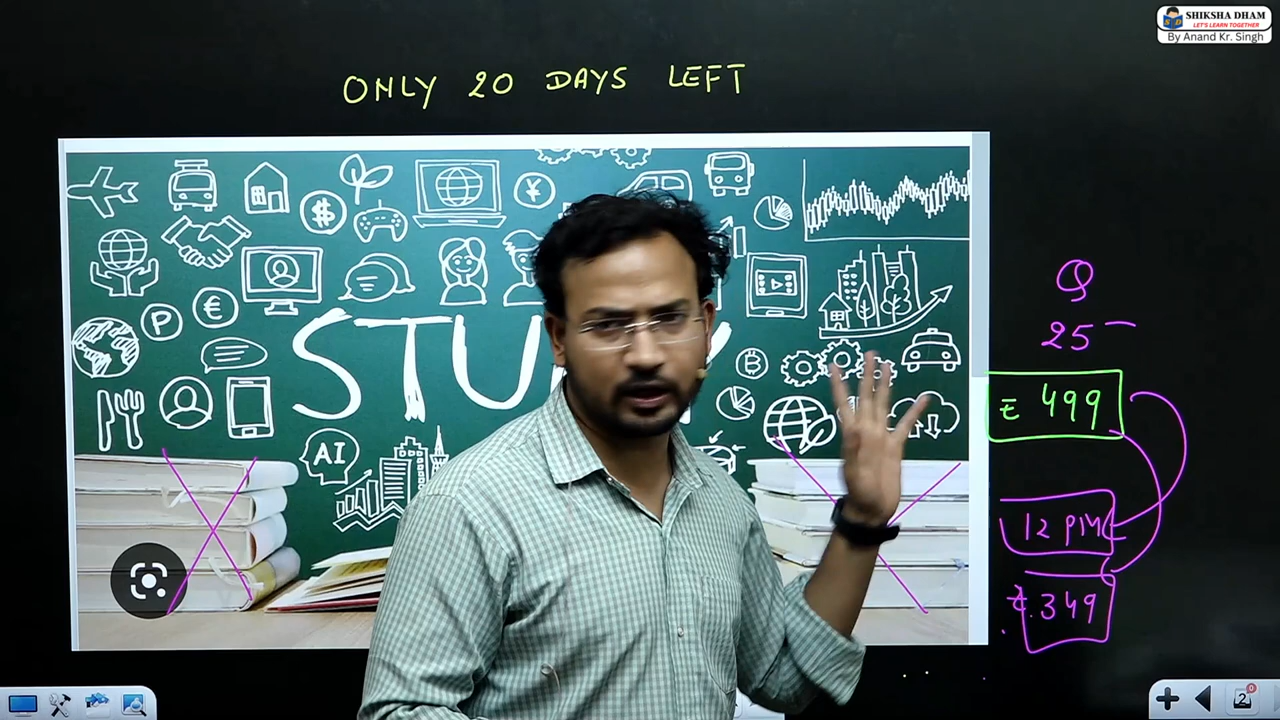 SHIKSHA DHAM
LET'S LEARN TOGETHER
By Anand Kr. Singh
ONLY 20 DAYS LEFT
STU
AI
Q
25
₹ 499
12 PM
₹ 349
2